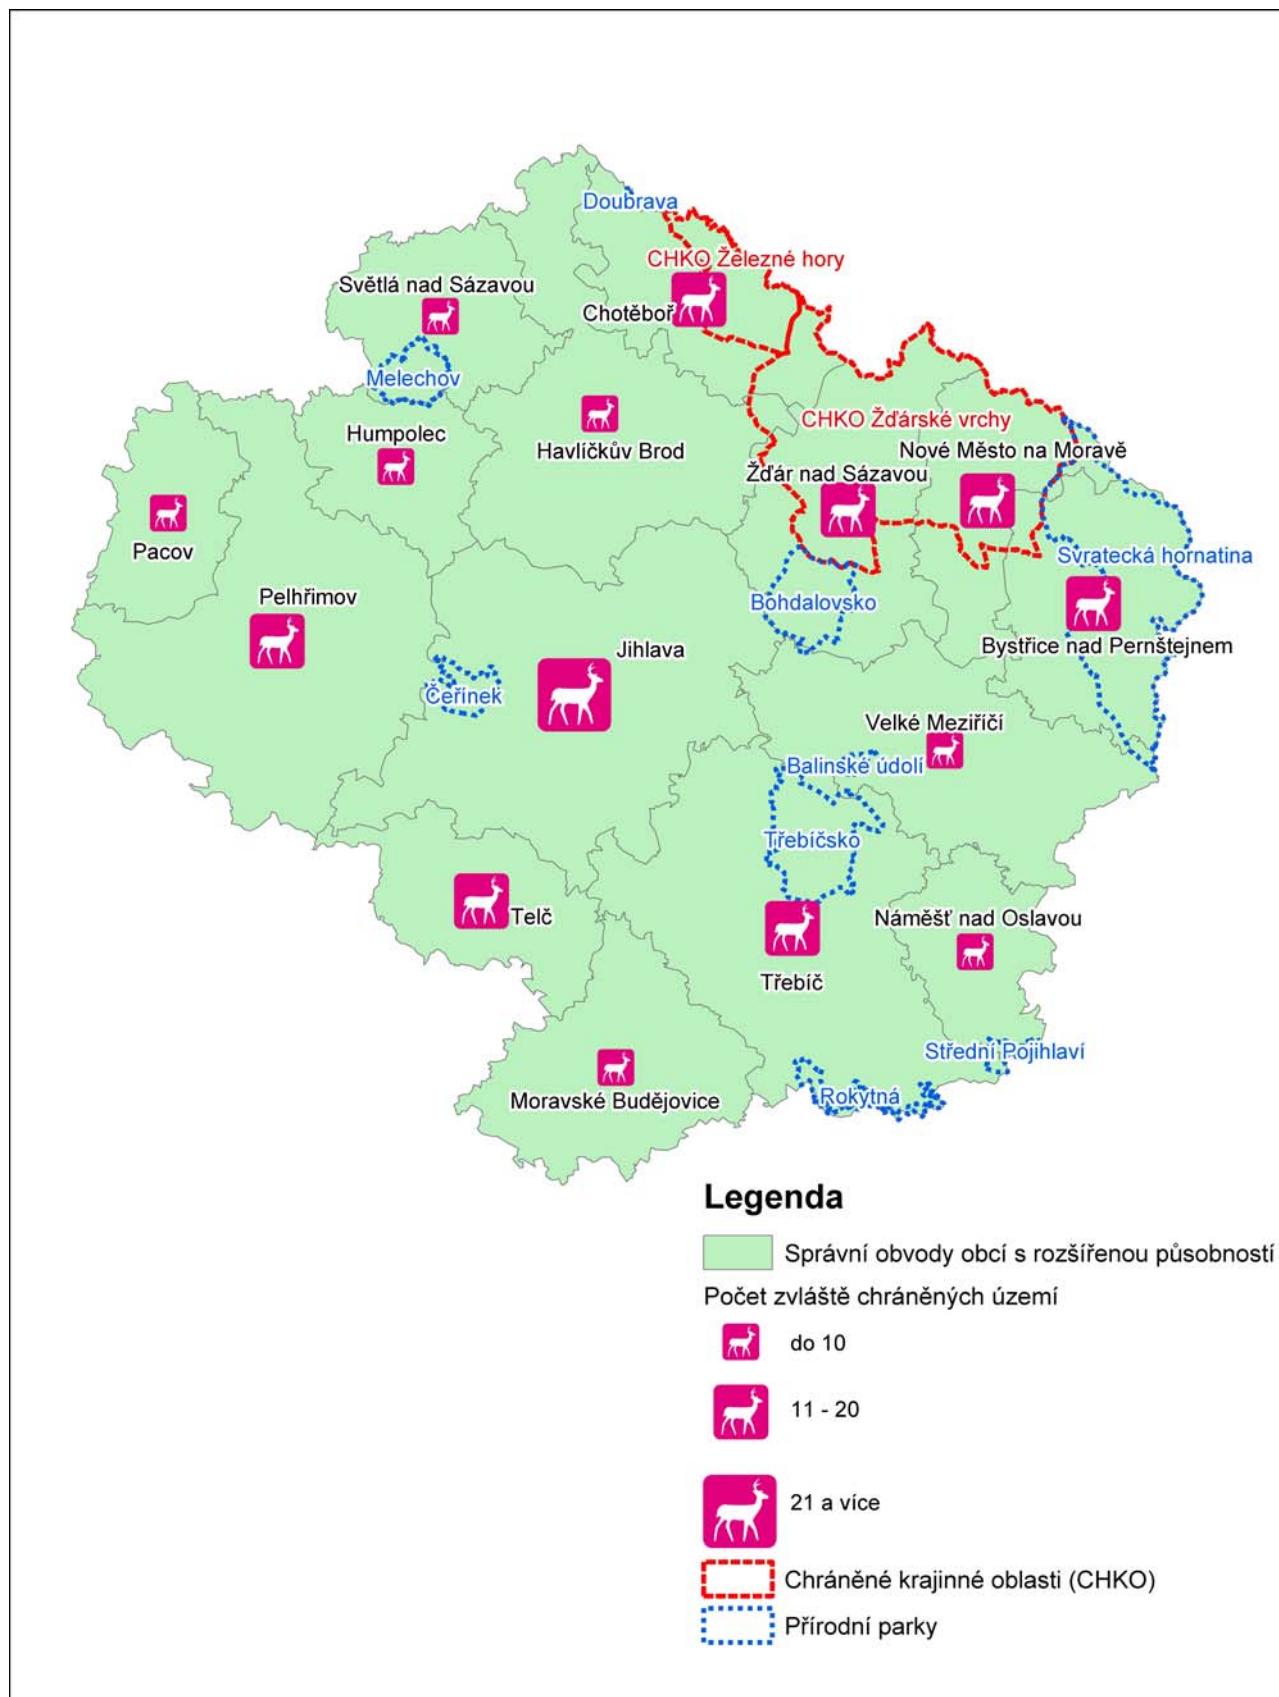 Doubrava
CHKO Železné hory
Světlá nad Sázavou
Chotěboř
Melechov
CHKO Žďárské vrchy
Humpolec
Havlíčkův Brod
Nové Město na Moravě
Žďár nad Sázavou
Pacov
Svratecká hornatina
Pelhřimov
Bohdalovsko
Jihlava
Bystřice nad Pernštejnem
Čeřínek
Velké Meziříčí
Balinské údolí
Třebíčsko
Telč
Náměšť nad Oslavou
Třebíč
Střední Pojihlaví
Moravské Budějovice
Rokytná
Legenda
Správní obvody obcí s rozšířenou působností
Počet zvláště chráněných území
do 10
11 - 20
21 a více
Chráněné krajinné oblasti (CHKO)
Přírodní parky